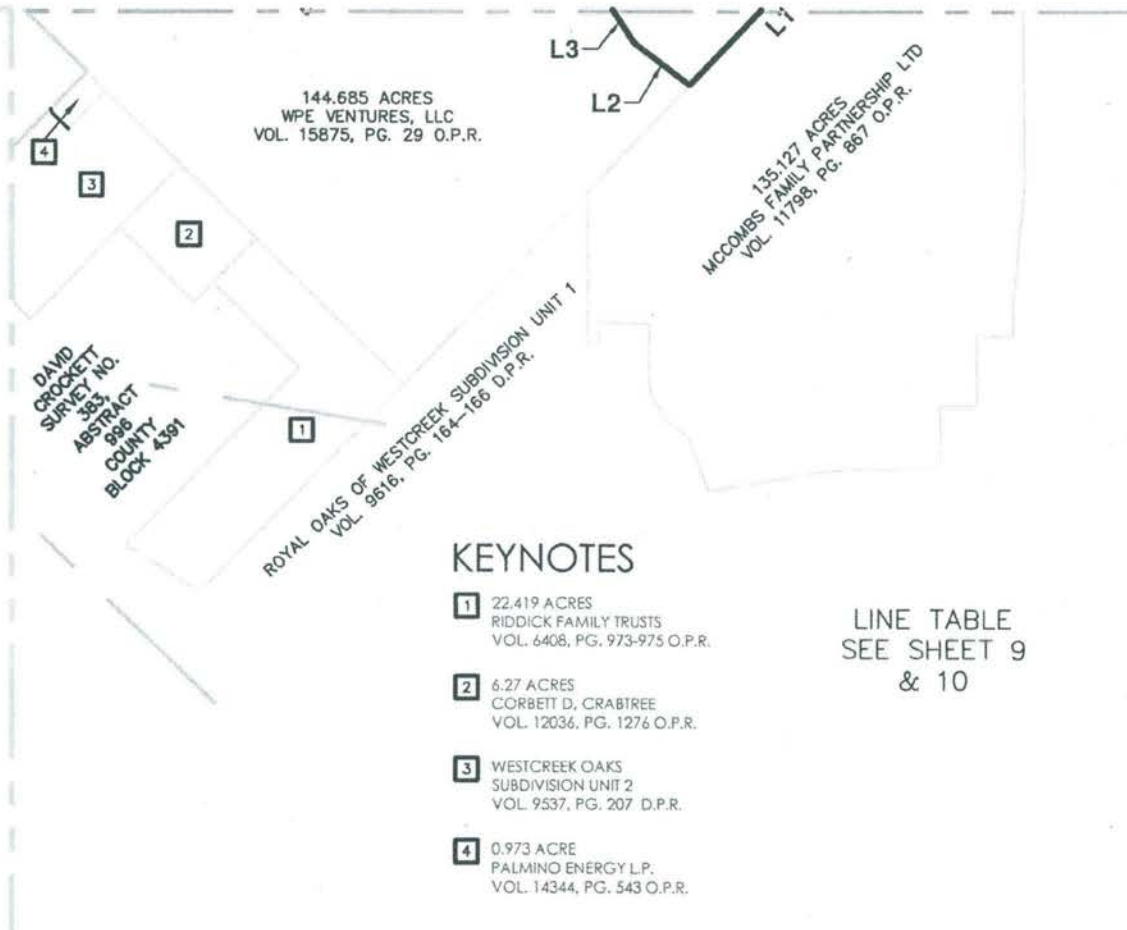 L3
L1
L2
144.685 ACRES
WPE VENTURES, LLC
VOL. 15875, PG. 29 O.P.R.
135.127 ACRES
MCCOMBS FAMILY PARTNERSHIP LTD
VOL. 11798, PG. 867 O.P.R.
4
3
2
DAVID
CROCKETT
SURVEY NO.
383,
ABSTRACT
996
COUNTY
BLOCK 4391
1
ROYAL OAKS OF WESTCREEK SUBDIVISION UNIT 1
VOL. 9616, PG. 164-166 D.P.R.
KEYNOTES
1 22.419 ACRES
RIDDICK FAMILY TRUSTS
VOL. 6408, PG. 973-975 O.P.R.
2 6.27 ACRES
CORBETT D, CRABTREE
VOL. 12036, PG. 1276 O.P.R.
3 WESTCREEK OAKS
SUBDIVISION UNIT 2
VOL. 9537, PG. 207 D.P.R.
4 0.973 ACRE
PALMINO ENERGY L.P.
VOL. 14344, PG. 543 O.P.R.
LINE TABLE
SEE SHEET 9
& 10